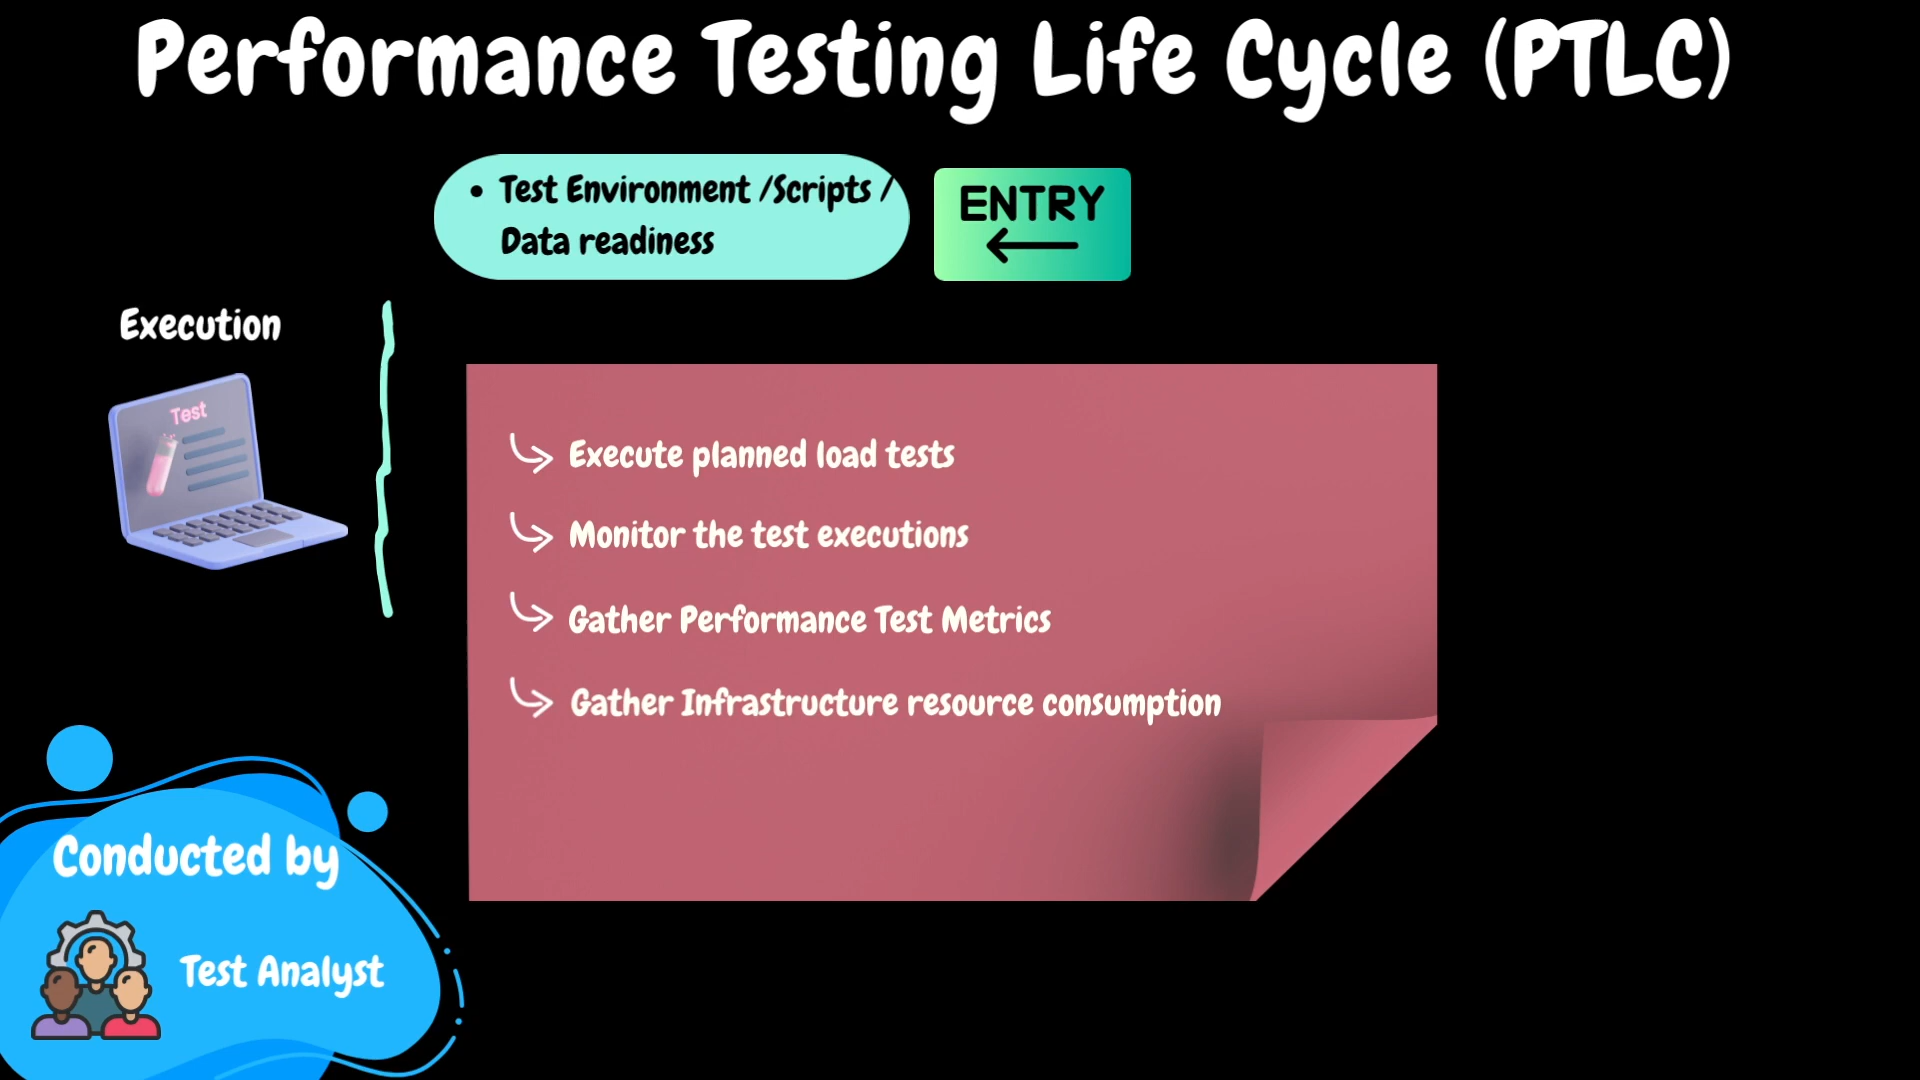 Performance Testing Life Cycle (PTLC)
• Test Environment /Scripts /
Data readiness
ENTRY
Execution
Test
Execute planned load tests
Monitor the test executions
Gather Performance Test Metrics
Gather Infrastructure resource consumption
Conducted by
Test Analyst